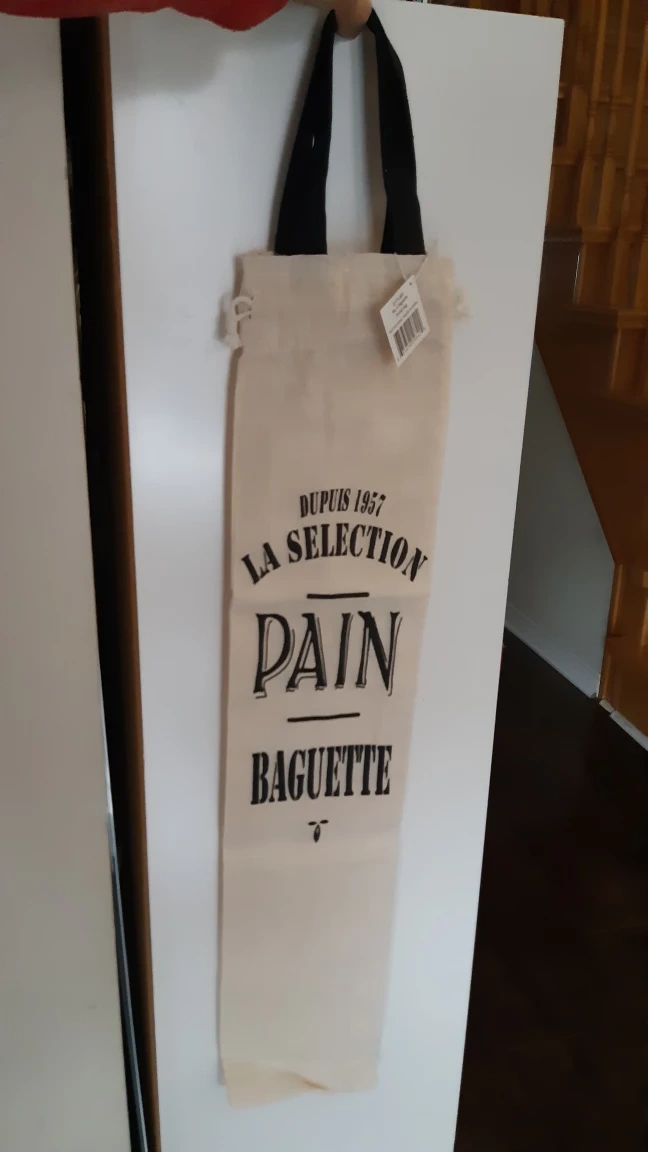 DUPUIS 1957
LA SELECTION
PAIN
BAGUETTE